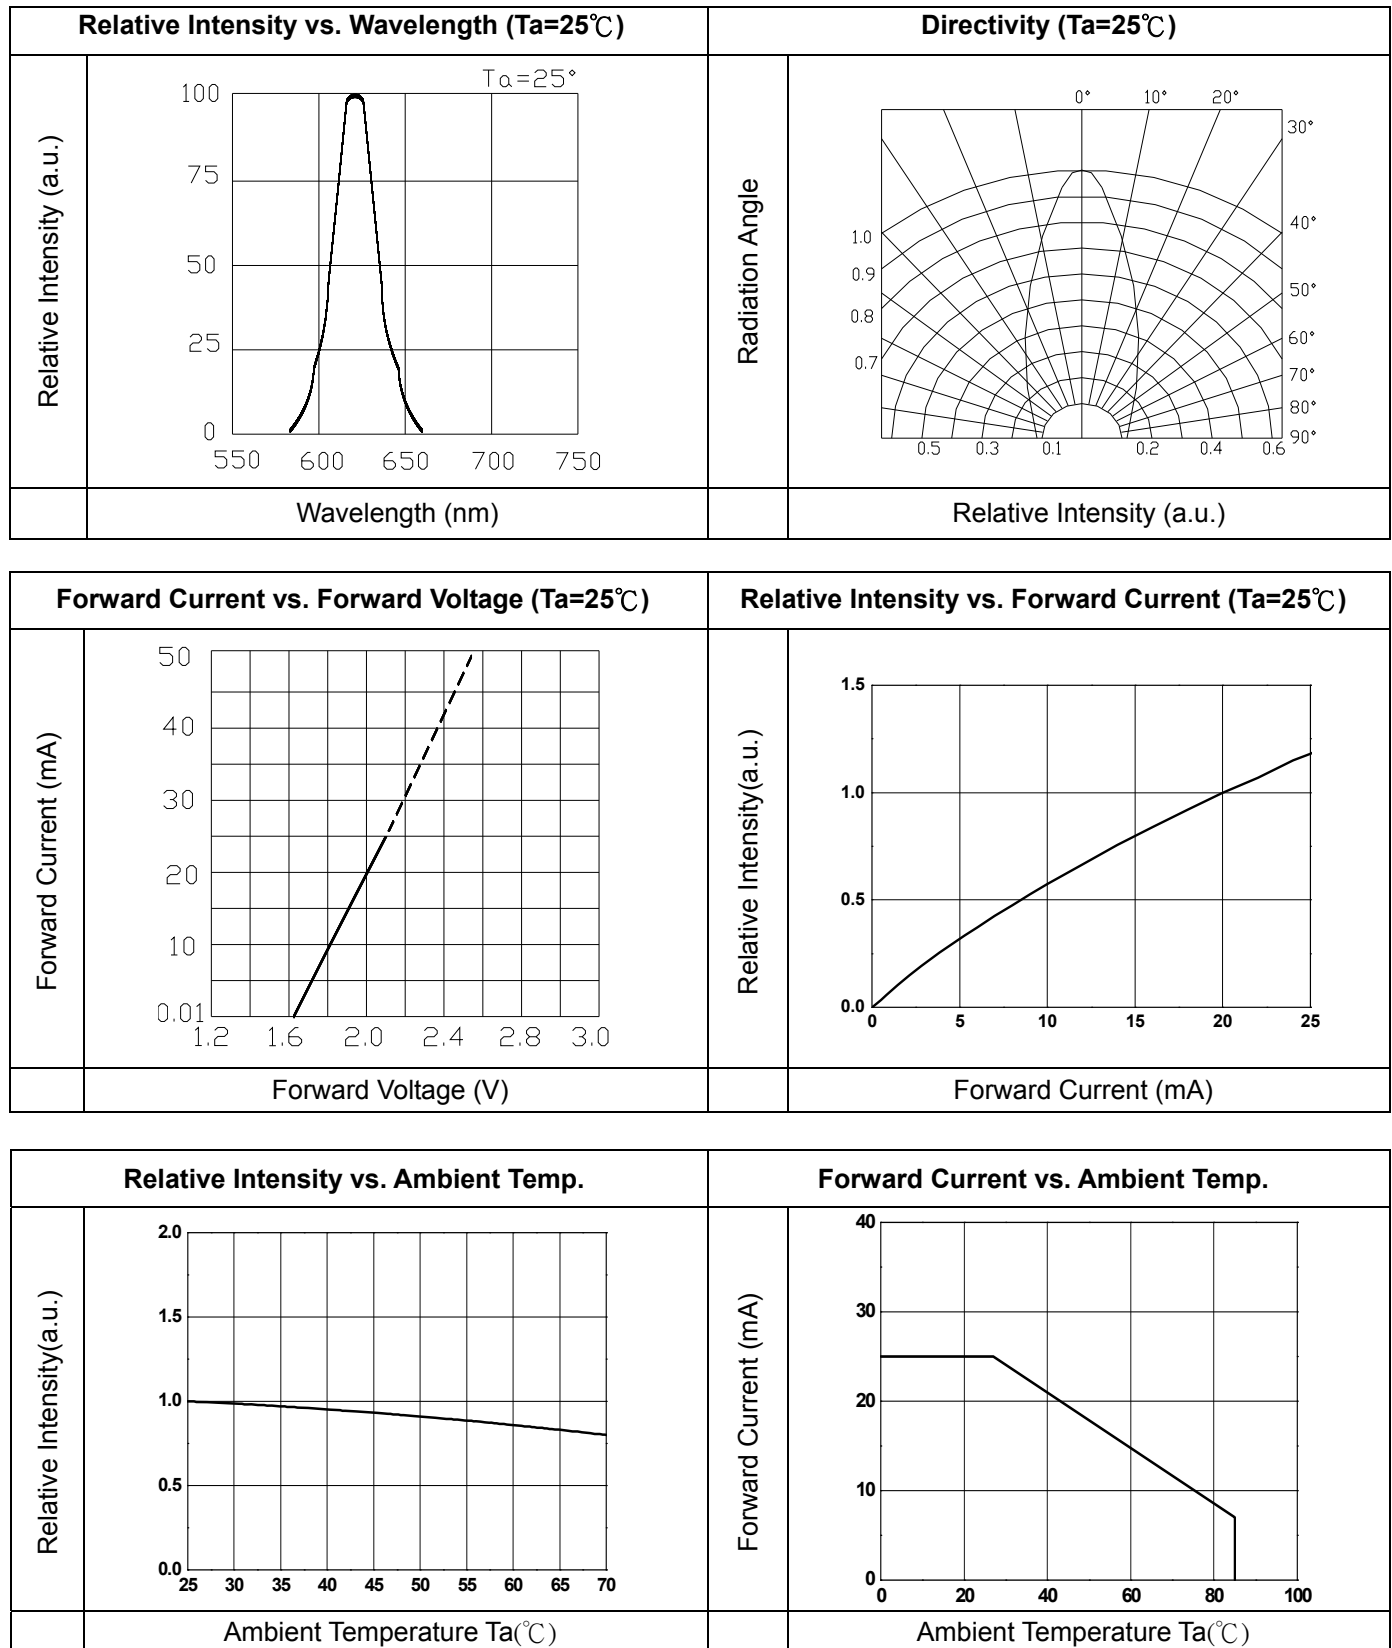 Relative Intensity vs. Wavelength (Ta=25℃)
Directivity (Ta=25℃)
Relative Intensity (a.u.)
Ta=25°
100
75
50
25
0
550 600 650 700 750
Wavelength (nm)
Radiation Angle
0° 10° 20°
30°
40°
50°
60°
70°
80°
90°
1.0
0.9
0.8
0.7
0.5 0.3 0.1 0.2 0.4 0.6
Relative Intensity (a.u.)
Forward Current vs. Forward Voltage (Ta=25℃)
Relative Intensity vs. Forward Current (Ta=25℃)
Forward Current (mA)
50
40
30
20
10
0.01
1.2 1.6 2.0 2.4 2.8 3.0
Forward Voltage (V)
Relative Intensity(a.u.)
1.5
1.0
0.5
0.0
0 5 10 15 20 25
Forward Current (mA)
Relative Intensity vs. Ambient Temp.
Forward Current vs. Ambient Temp.
Relative Intensity(a.u.)
2.0
1.5
1.0
0.5
0.0
25 30 35 40 45 50 55 60 65 70
Ambient Temperature Ta(℃)
Forward Current (mA)
40
30
20
10
0
0 20 40 60 80 100
Ambient Temperature Ta(℃)